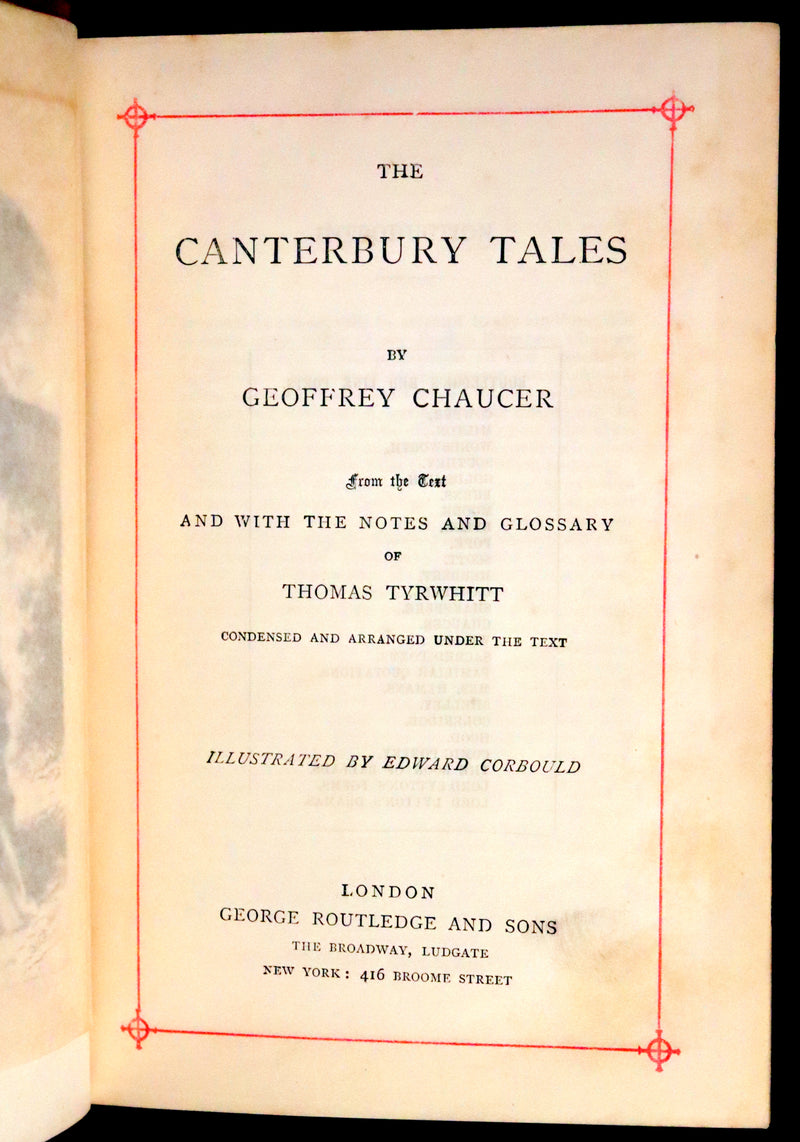 THE
CANTERBURY TALES
BY
GEOFFREY CHAUCER
From the Text
AND WITH THE NOTES AND GLOSSARY
OF
THOMAS TYRWHITT
CONDENSED AND ARRANGED UNDER THE TEXT
ILLUSTRATED BY EDWARD CORBOULD
LONDON
GEORGE ROUTLEDGE AND SONS
THE BROADWAY, LUDGATE
NEW YORK: 416 BROOME STREET